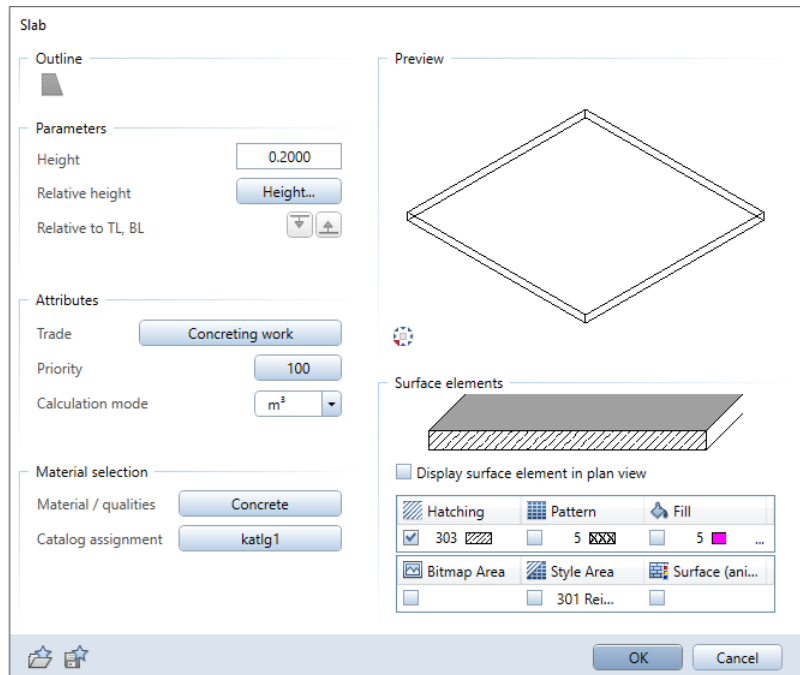 Slab
Outline
Parameters
Height 0.2000
Relative height Height...
Relative to TL, BL
Attributes
Trade Concreting work
Priority 100
Calculation mode m³
Material selection
Material / qualities Concrete
Catalog assignment katlg1
Preview
Surface elements
Display surface element in plan view
Hatching Pattern Fill
303 5 5 ...
Bitmap Area Style Area Surface (ani...
301 Rei...
OK Cancel